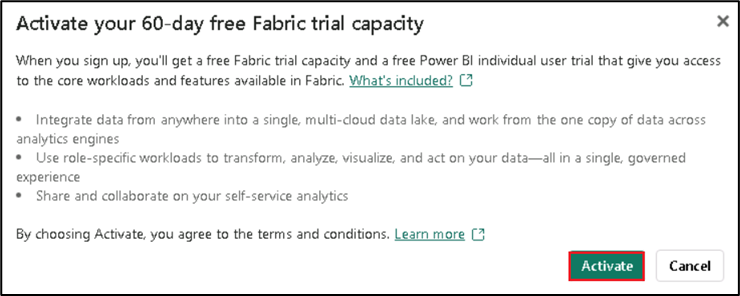 Activate your 60-day free Fabric trial capacity
When you sign up, you'll get a free Fabric trial capacity and a free Power BI individual user trial that give you access
to the core workloads and features available in Fabric. What's included?
• Integrate data from anywhere into a single, multi-cloud data lake, and work from the one copy of data across
analytics engines
• Use role-specific workloads to transform, analyze, visualize, and act on your data—all in a single, governed
experience
• Share and collaborate on your self-service analytics
By choosing Activate, you agree to the terms and conditions. Learn more
Activate Cancel